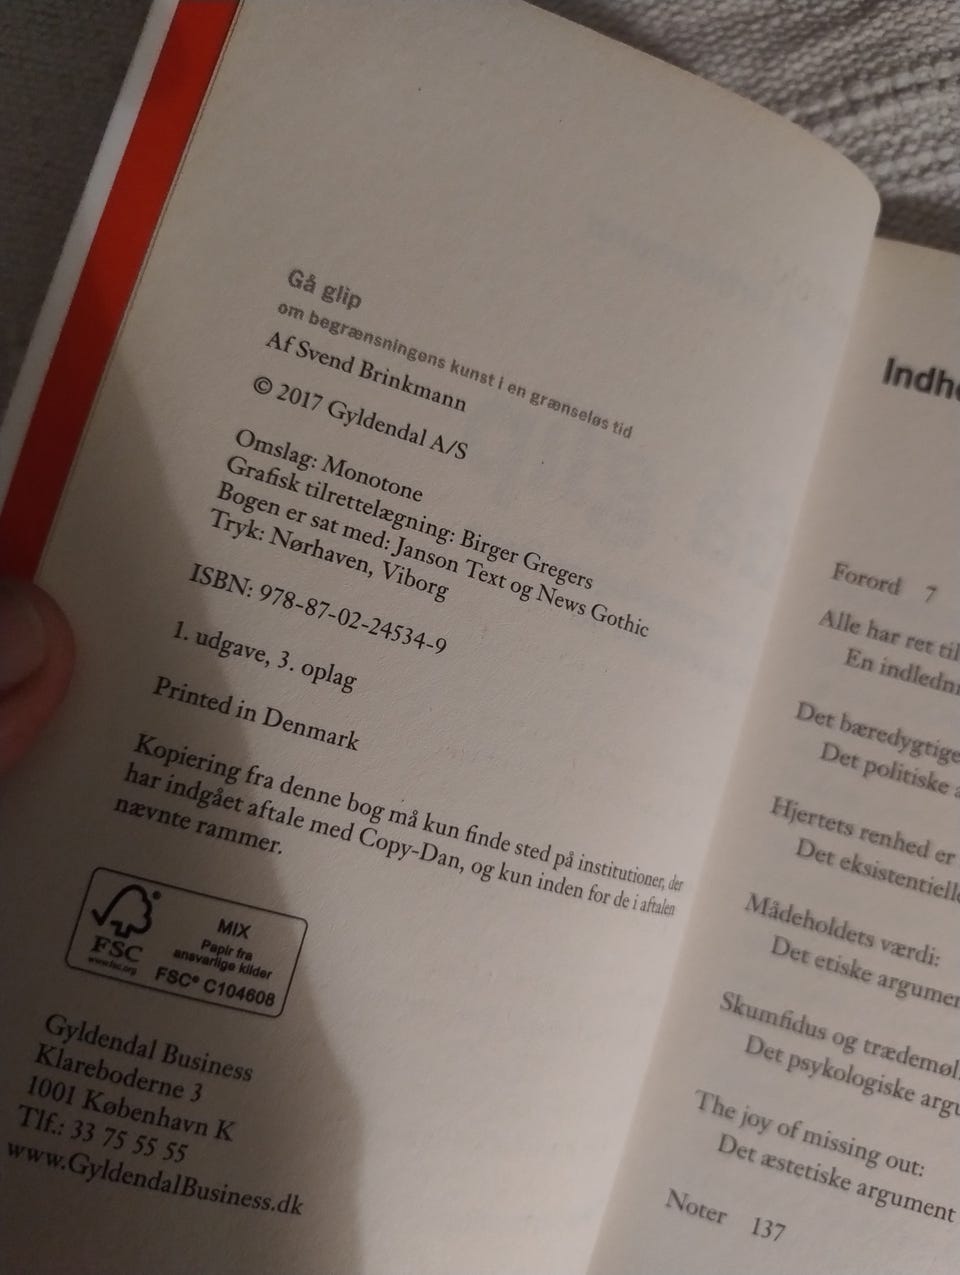 Gå glip
om begrænsningens kunst i en grænseløs tid
Af Svend Brinkmann
© 2017 Gyldendal A/S
Omslag: Monotone
Grafisk tilrettelægning: Birger Gregers
Bogen er sat med: Janson Text og News Gothic
Tryk: Nørhaven, Viborg
ISBN: 978-87-02-24534-9
1. udgave, 3. oplag
Printed in Denmark
Kopiering fra denne bog må kun finde sted på institutioner, der
har indgået aftale med Copy-Dan, og kun inden for de i aftalen
nævnte rammer.
FSC
www.fsc.org
MIX
Papir fra
ansvarlige kilder
FSC® C104608
Gyldendal Business
Klareboderne 3
1001 København K
Tlf.: 33 75 55 55
www.GyldendalBusiness.dk
Indho
Forord 7
Alle har ret til
En indledni
Det bæredygtige
Det politiske a
Hjertets renhed er
Det eksistentielle
Mådeholdets værdi:
Det etiske argumen
Skumfidus og trædemøl
Det psykologiske argu
The joy of missing out:
Det æstetiske argument
Noter 137